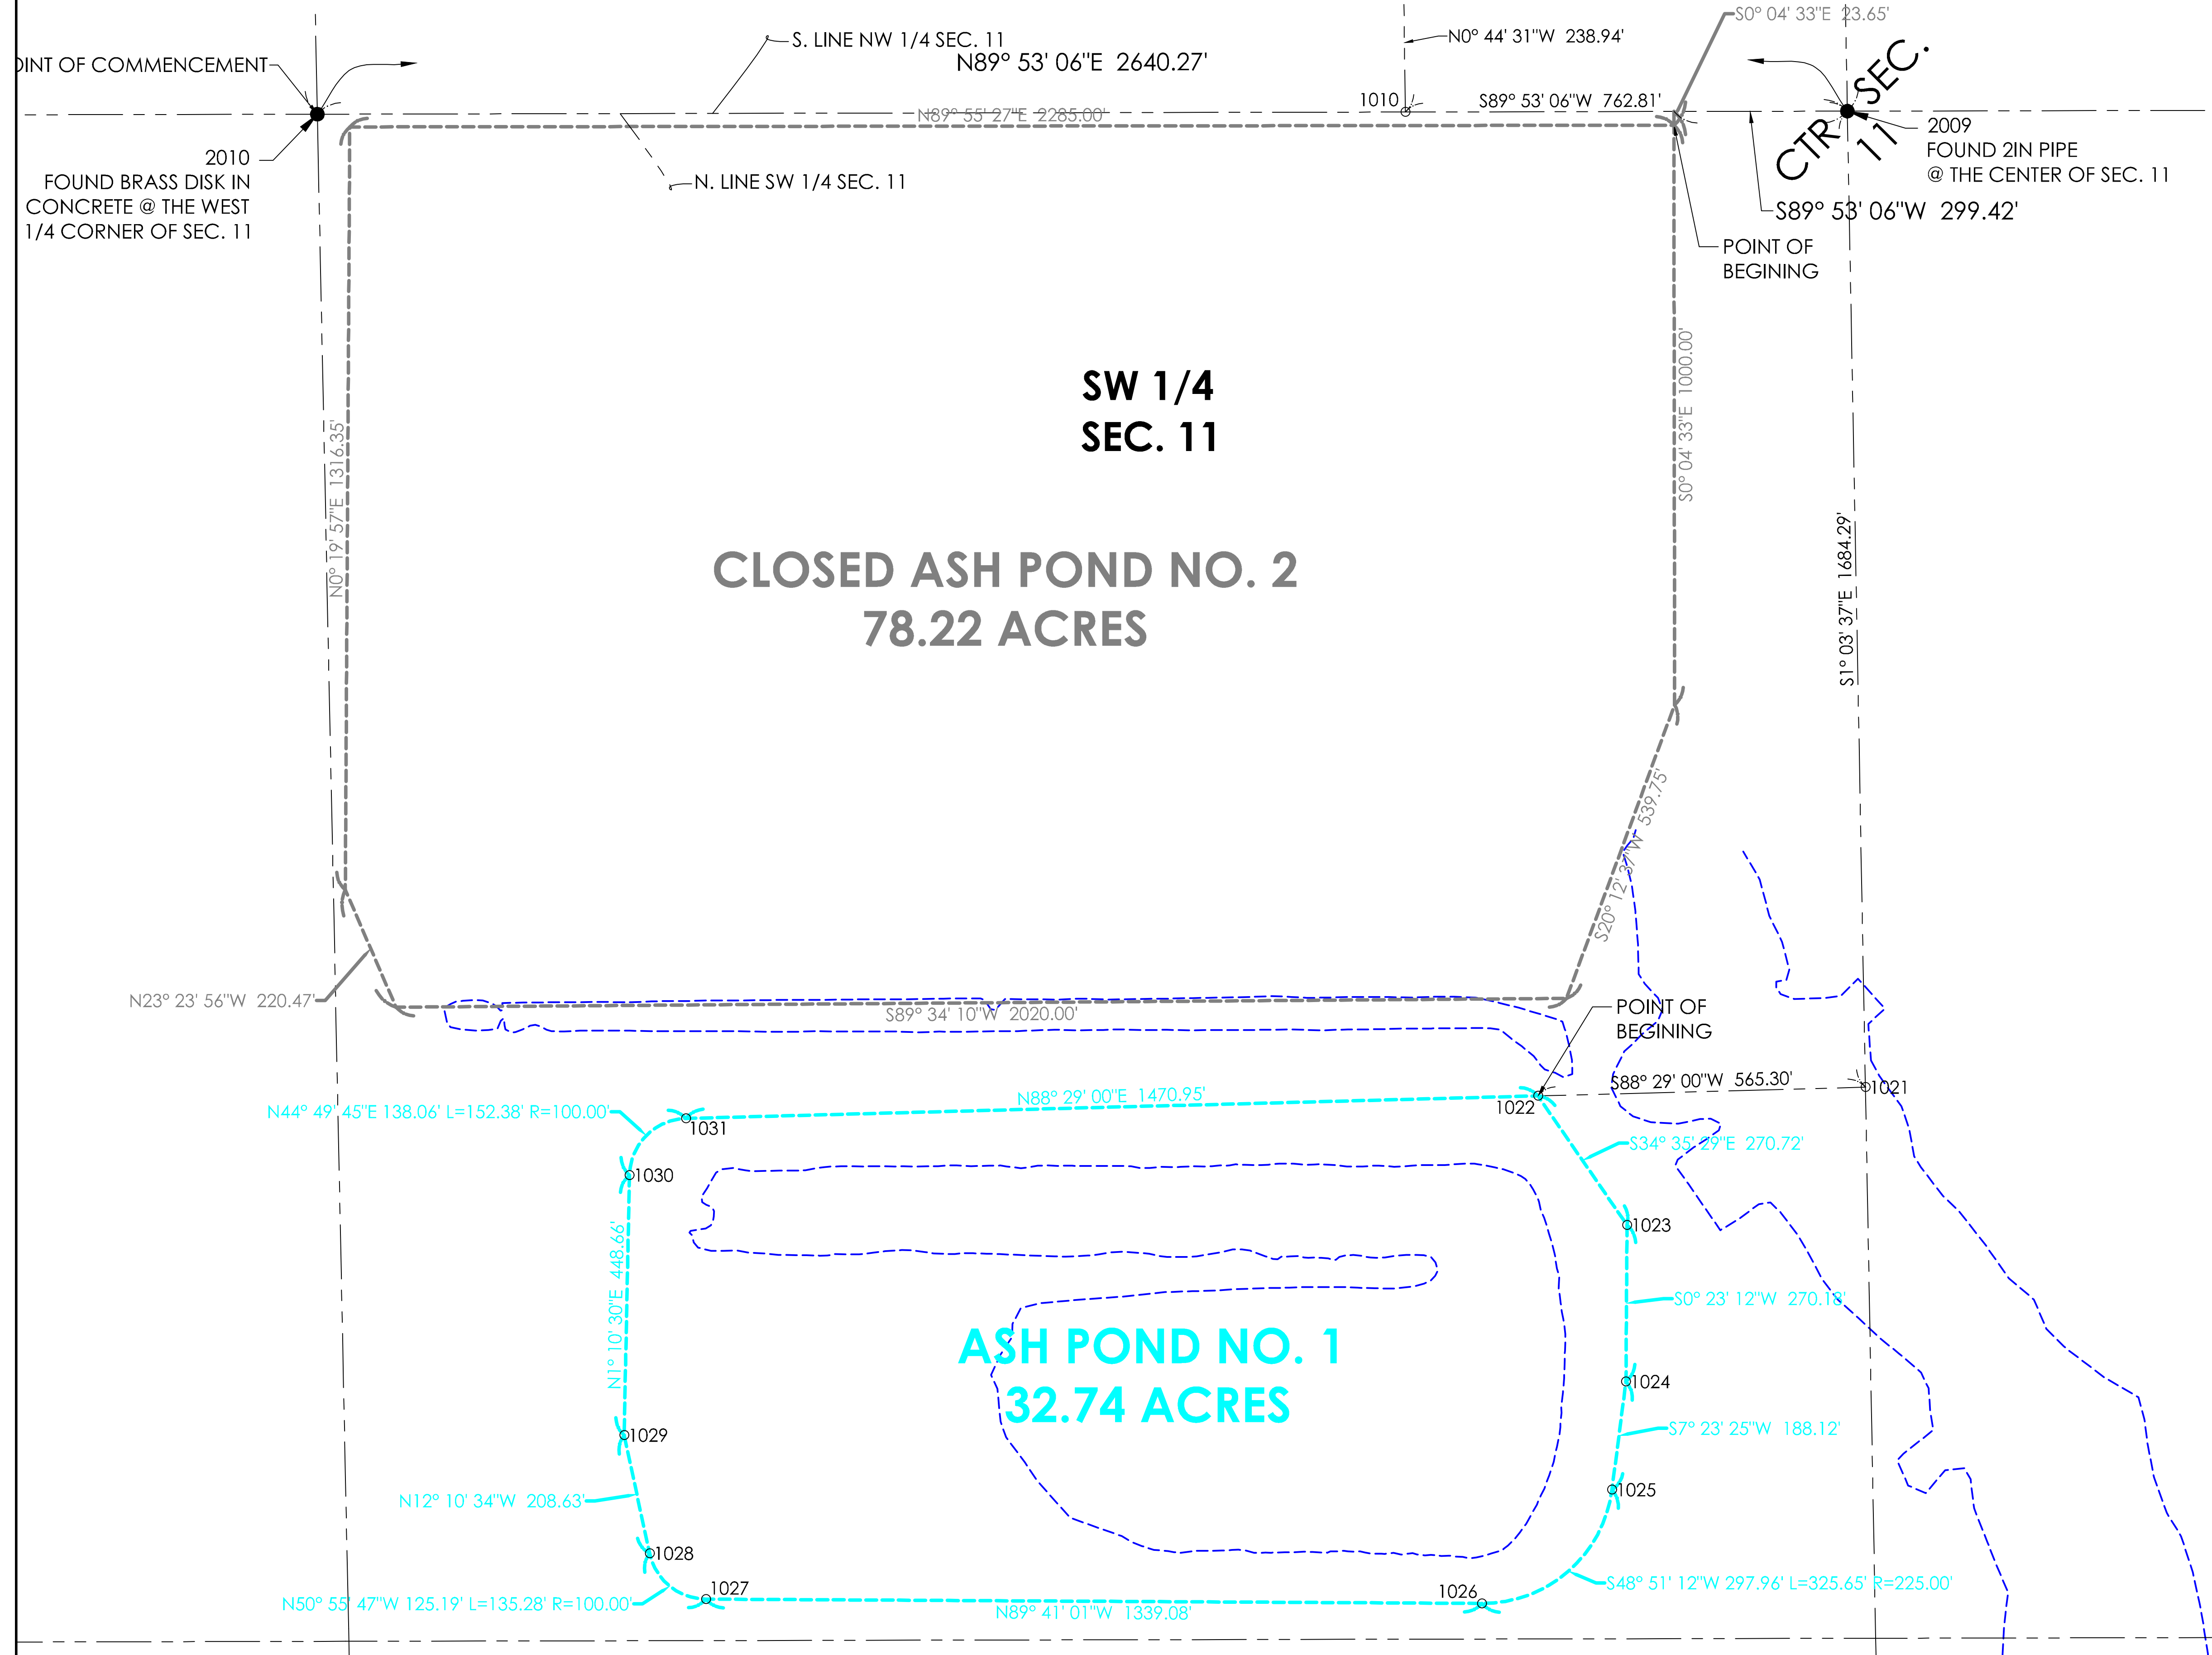 S0° 04' 33"E 23.65'
S. LINE NW 1/4 SEC. 11
N0° 44' 31"W 238.94'
N89° 53' 06"E 2640.27'
OINT OF COMMENCEMENT
1010
S89° 53' 06"W 762.81'
N89° 55' 27"E 2285.00'
CTR SEC.
11
2009
FOUND 2IN PIPE
@ THE CENTER OF SEC. 11
2010
FOUND BRASS DISK IN
CONCRETE @ THE WEST
1/4 CORNER OF SEC. 11
N. LINE SW 1/4 SEC. 11
S89° 53' 06"W 299.42'
POINT OF
BEGINING
SW 1/4
SEC. 11
S0° 04' 33"E 1000.00'
N0° 19' 57"E 1316.35'
CLOSED ASH POND NO. 2
78.22 ACRES
S1° 03' 37"E 1684.29'
S20° 12' 37"W 539.75'
N23° 23' 56"W 220.47'
S89° 34' 10"W 2020.00'
POINT OF
BEGINING
S88° 29' 00"W 565.30'
1021
N88° 29' 00"E 1470.95'
1022
N44° 49' 45"E 138.06' L=152.38' R=100.00'
1031
S34° 35' 29"E 270.72'
1030
1023
N1° 10' 30"E 448.66'
S0° 23' 12"W 270.18'
ASH POND NO. 1
32.74 ACRES
1024
S7° 23' 25"W 188.12'
1029
1025
N12° 10' 34"W 208.63'
1028
S48° 51' 12"W 297.96' L=325.65' R=225.00'
1027
1026
N50° 55' 47"W 125.19' L=135.28' R=100.00'
N89° 41' 01"W 1339.08'